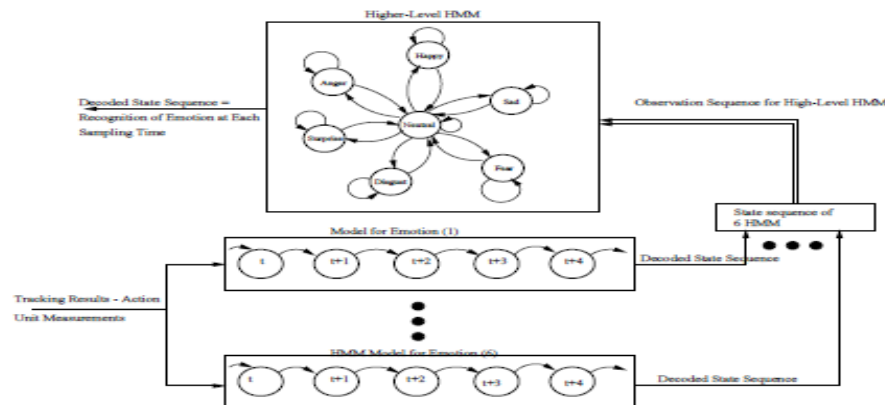 Higher-Level HMM
Happy
Anger
Sad
Neutral
Surprise
Disgust
Fear
Decoded State Sequence =
Recognition of Emotion at Each
Sampling Time
Observation Sequence for High-Level HMM
State sequence of
6 HMM
Model for Emotion (1)
t
t+1
t+2
t+3
t+4
Decoded State Sequence
Tracking Results - Action
Unit Measurements
HMM Model for Emotion (6)
t
t+1
t+2
t+3
t+4
Decoded State Sequence